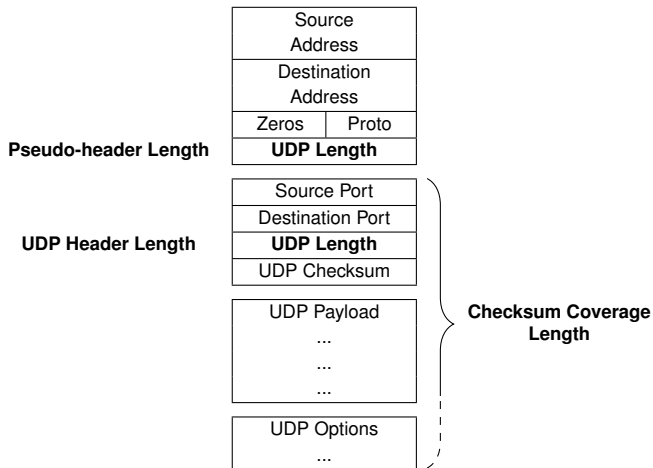 Source
Address
Destination
Address
Zeros Proto
Pseudo-header Length UDP Length
Source Port
Destination Port
UDP Header Length UDP Length
UDP Checksum
UDP Payload
...
...
...
Checksum Coverage
Length
UDP Options
...